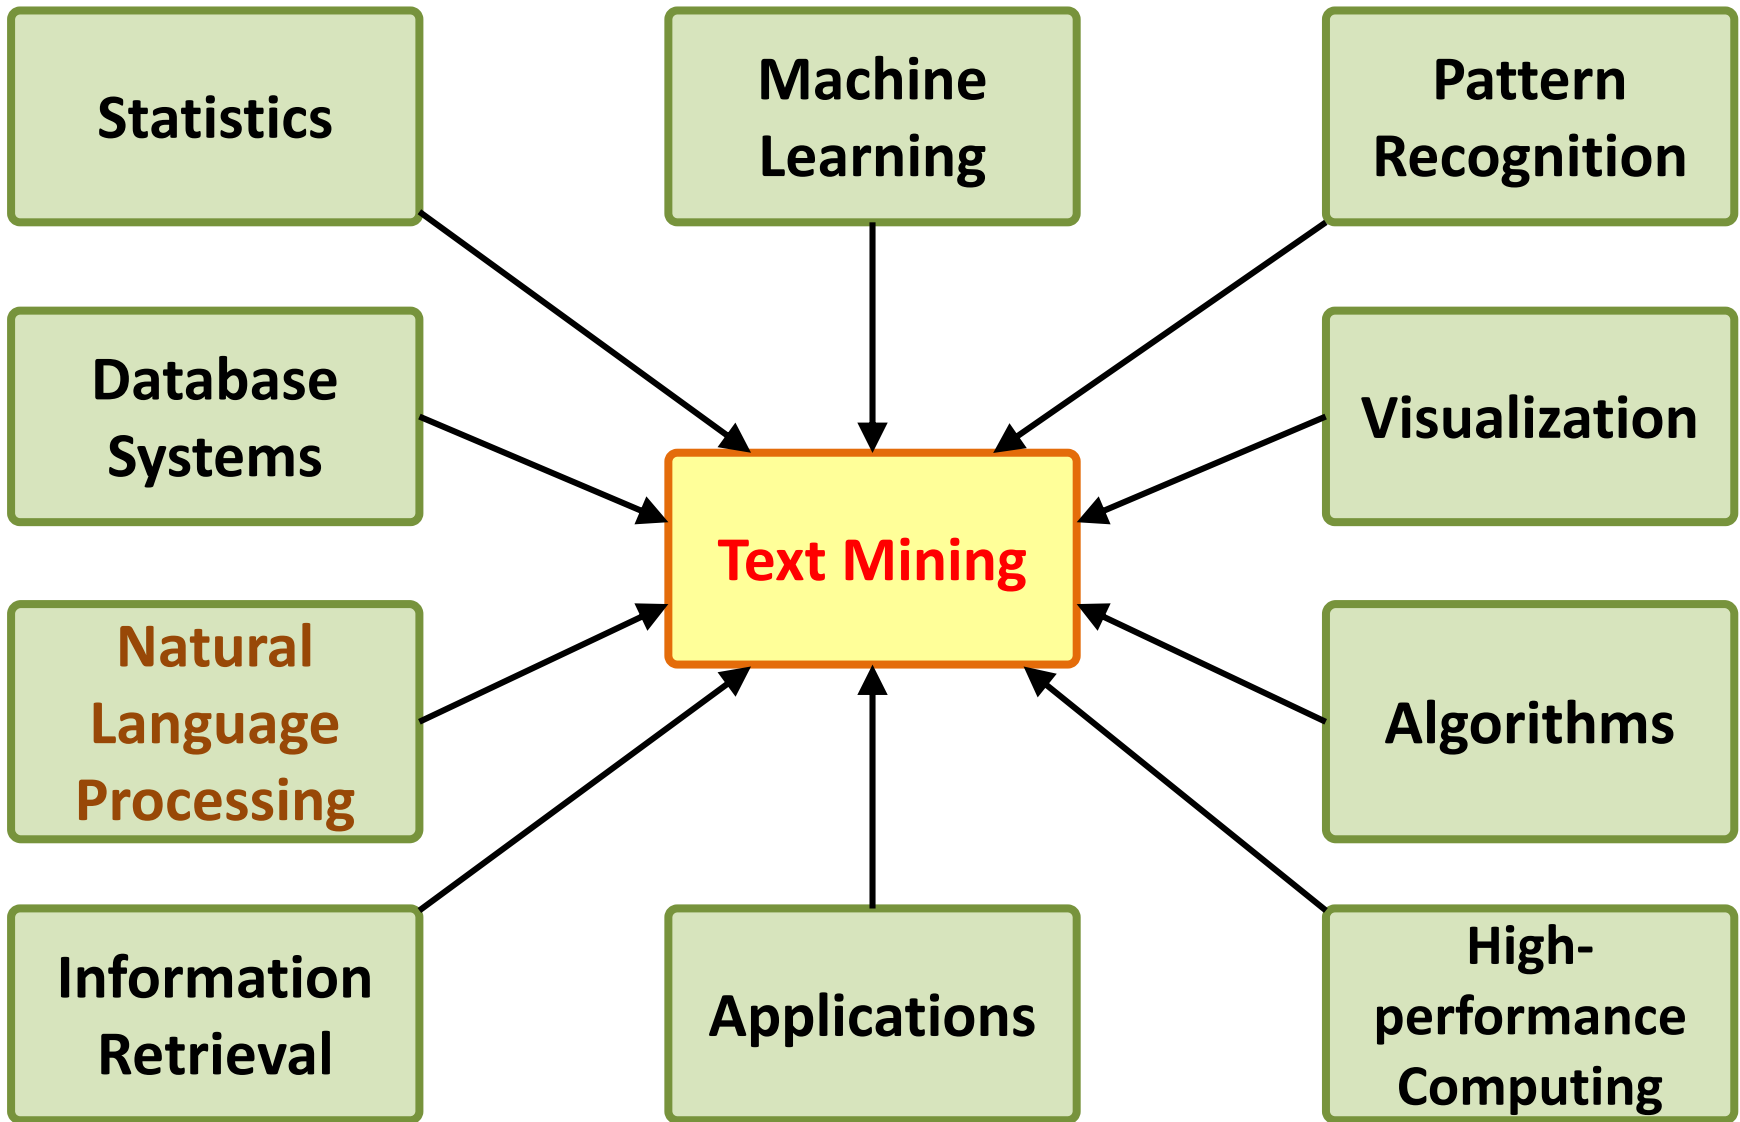 Statistics
Machine
Learning
Pattern
Recognition
Database
Systems
Visualization
Text Mining
Natural
Language
Processing
Algorithms
Information
Retrieval
Applications
High-
performance
Computing